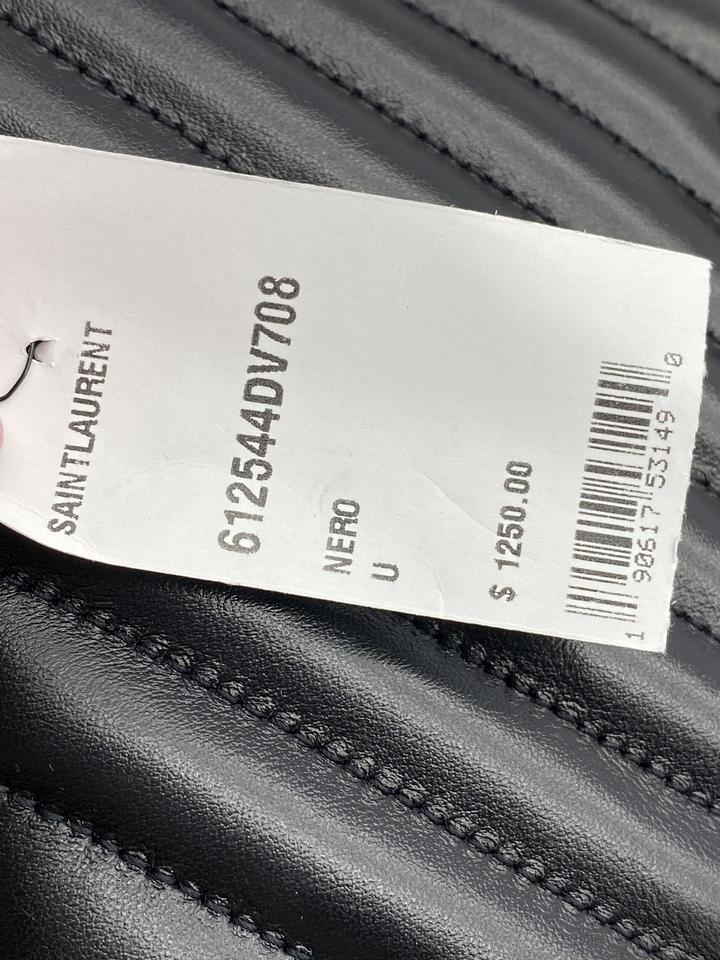 SAINTLAURENT
612544DV708
NERO
U
$ 1250.00
1 90617 53149 0